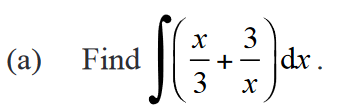 (a) Find ∫(x/3 + 3/x) dx .